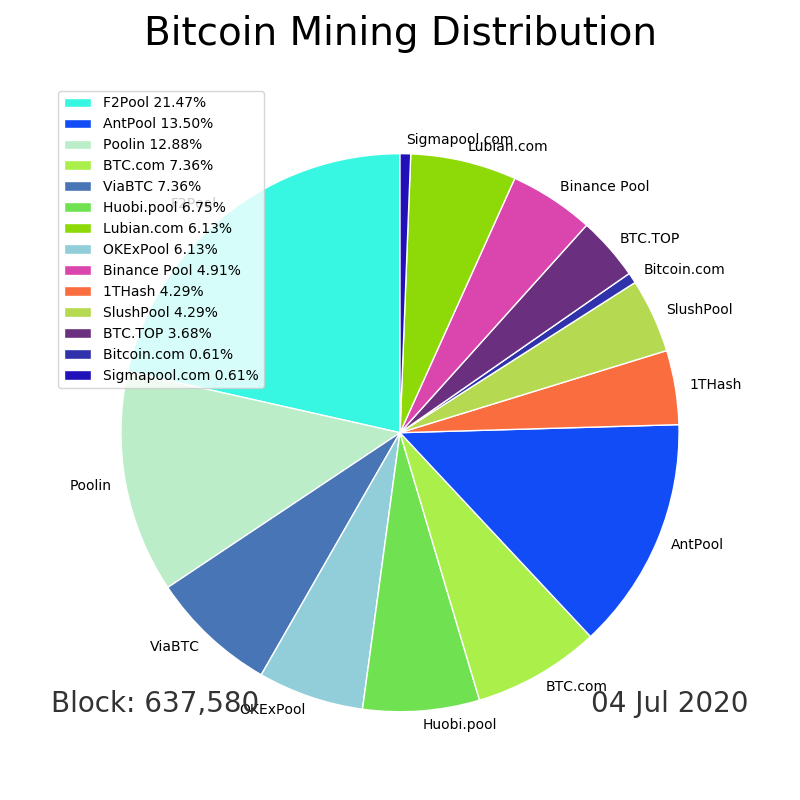 Bitcoin Mining Distribution
F2Pool 21.47%
AntPool 13.50%
Poolin 12.88%
BTC.com 7.36%
ViaBTC 7.36%
Huobi.pool 6.75%
Lubian.com 6.13%
OKExPool 6.13%
Binance Pool 4.91%
1THash 4.29%
SlushPool 4.29%
BTC.TOP 3.68%
Bitcoin.com 0.61%
Sigmapool.com 0.61%
Sigmapool.com
Lubian.com
Binance Pool
F2Pool
BTC.TOP
Bitcoin.com
SlushPool
1THash
Poolin
AntPool
ViaBTC
BTC.com
OKExPool
Huobi.pool
Block: 637,580
04 Jul 2020